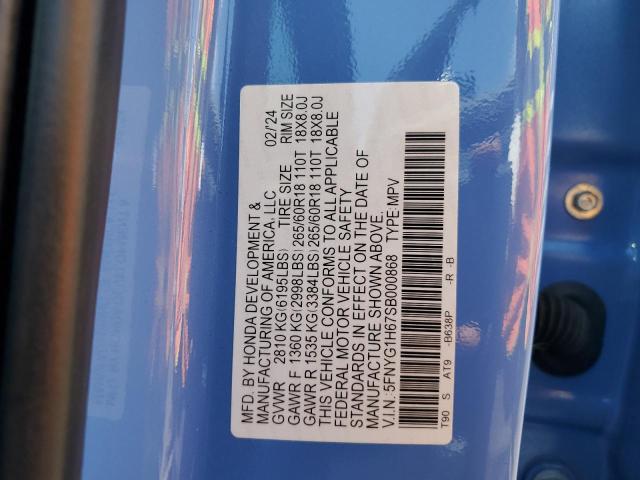 MFD. BY HONDA DEVELOPMENT &
MANUFACTURING OF AMERICA, LLC 02/24
GVWR 2810 KG(6195LBS) TIRE SIZE RIM SIZE
GAWR F 1360 KG(2998LBS)265/60R18 110T 18X8.0J
GAWR R 1535 KG(3384LBS)265/60R18 110T 18X8.0J
THIS VEHICLE CONFORMS TO ALL APPLICABLE
FEDERAL MOTOR VEHICLE SAFETY
STANDARDS IN EFFECT ON THE DATE OF
MANUFACTURE SHOWN ABOVE.
V.I.N: 5FNYG1H67SB000868 TYPE:MPV
T90 S AT9 -B638P -R -B